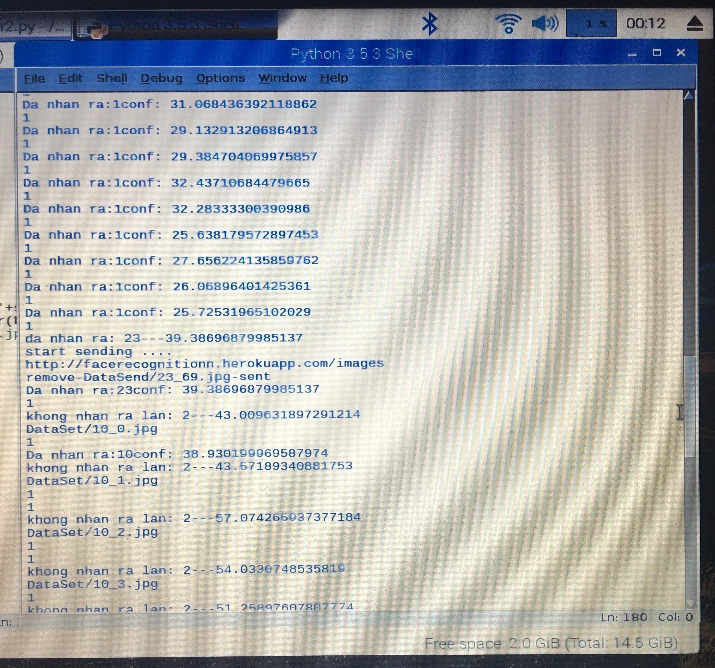 r2.py - /...
1 %
00:12
Python 3.5.3 She
File Edit Shell Debug Options Window Help
Da nhan ra:1conf: 31.068436392118862
1
Da nhan ra:1conf: 29.132913206864913
1
Da nhan ra:1conf: 29.384704069975857
1
Da nhan ra:1conf: 32.43710684479665
1
Da nhan ra:1conf: 32.28333300390986
1
Da nhan ra:1conf: 25.638179572897453
1
Da nhan ra:1conf: 27.656224135859762
1
Da nhan ra:1conf: 26.06896401425361
1
Da nhan ra:1conf: 25.72531965102029
1
da nhan ra: 23---39.38696879985137
start sending ....
http://facerecognitionn.herokuapp.com/images
remove-DataSend/23_69.jpg-sent
Da nhan ra:23conf: 39.38696879985137
1
khong nhan ra lan: 2---43.009631897291214
DataSet/10_0.jpg
1
Da nhan ra:10conf: 38.930199969587974
khong nhan ra lan: 2---43.57189340881753
DataSet/10_1.jpg
1
1
khong nhan ra lan: 2---57.074265937377184
DataSet/10_2.jpg
1
1
khong nhan ra lan: 2---54.0330748535819
DataSet/10_3.jpg
1
khong nhan ra lan: 2---51.25897607807774
Ln: 180 Col: 0
Free space: 2.0 GiB (Total: 14.5 GiB)